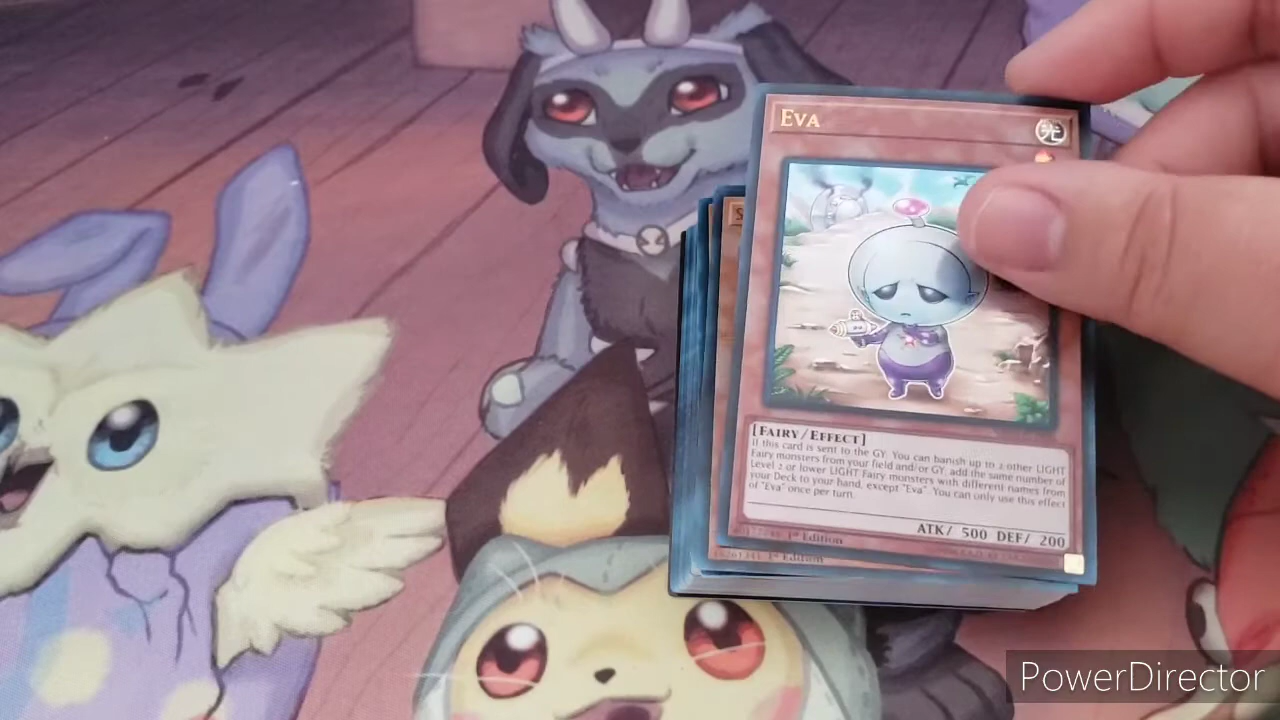 Eva
光
[Fairy/Effect]
If this card is sent to the GY: You can banish up to 2 other LIGHT
Fairy monsters from your field and/or GY; add the same number of
Level 2 or lower LIGHT Fairy monsters with different names from
your Deck to your hand, except "Eva". You can only use this effect
of "Eva" once per turn.
ATK/ 500 DEF/ 200
1st Edition
1st Edition
PowerDirector